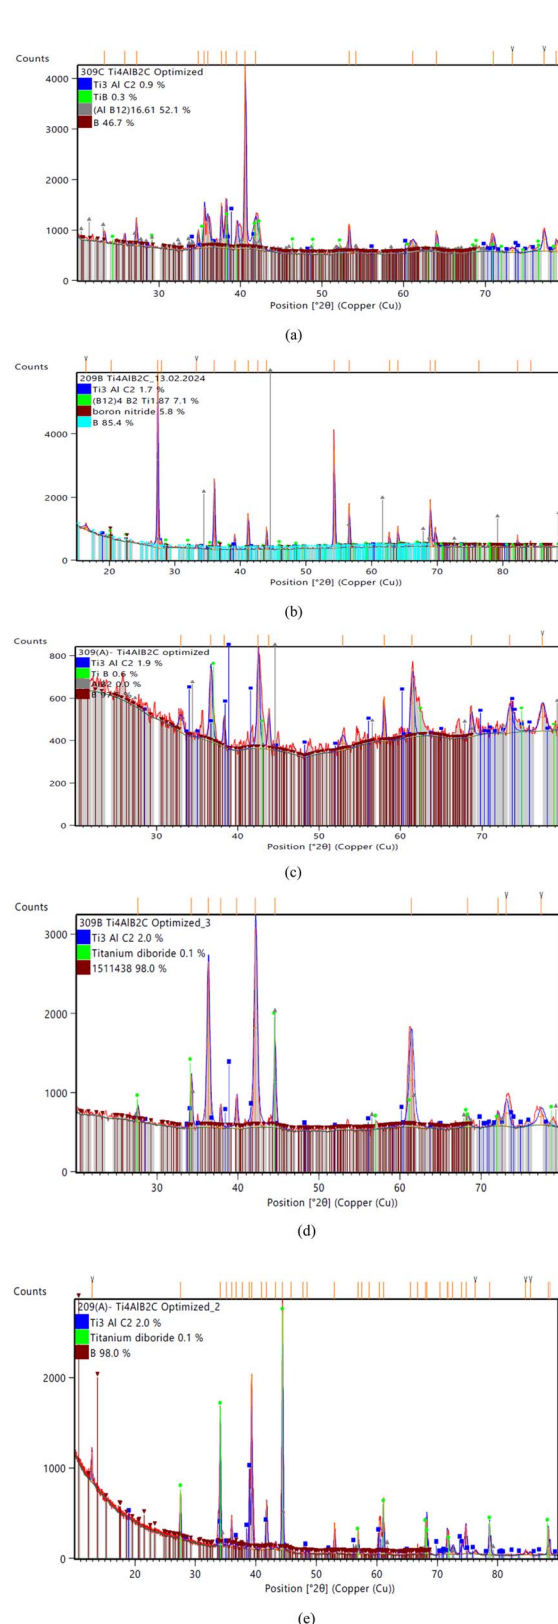 Counts
309C Ti4AlB2C Optimized
Ti3 Al C2 0.9 %
TiB 0.3 %
(Al B12)16.61 52.1 %
B 46.7 %
4000
3000
2000
1000
0
30 40 50 60 70
Position [°2θ] (Copper (Cu))
(a)
Counts
209B Ti4AlB2C_13.02.2024
Ti3 Al C2 1.7 %
(B12)4 B2 Ti1.87 7.1 %
boron nitride 5.8 %
B 85.4 %
4000
2000
0
20 30 40 50 60 70 80
Position [°2θ] (Copper (Cu))
(b)
Counts
309(A)- Ti4AlB2C optimized
Ti3 Al C2 1.9 %
Ti B 0.6 %
AlB2 0.0 %
800
600
400
200
0
30 40 50 60 70
Position [°2θ] (Copper (Cu))
(c)
Counts
309B Ti4AlB2C Optimized_3
Ti3 Al C2 2.0 %
Titanium diboride 0.1 %
1511438 98.0 %
3000
2000
1000
0
30 40 50 60 70
Position [°2θ] (Copper (Cu))
(d)
Counts
209(A)- Ti4AlB2C Optimized_2
Ti3 Al C2 2.0 %
Titanium diboride 0.1 %
B 98.0 %
2000
1000
0
20 30 40 50 60 70 80
Position [°2θ] (Copper (Cu))
(e)